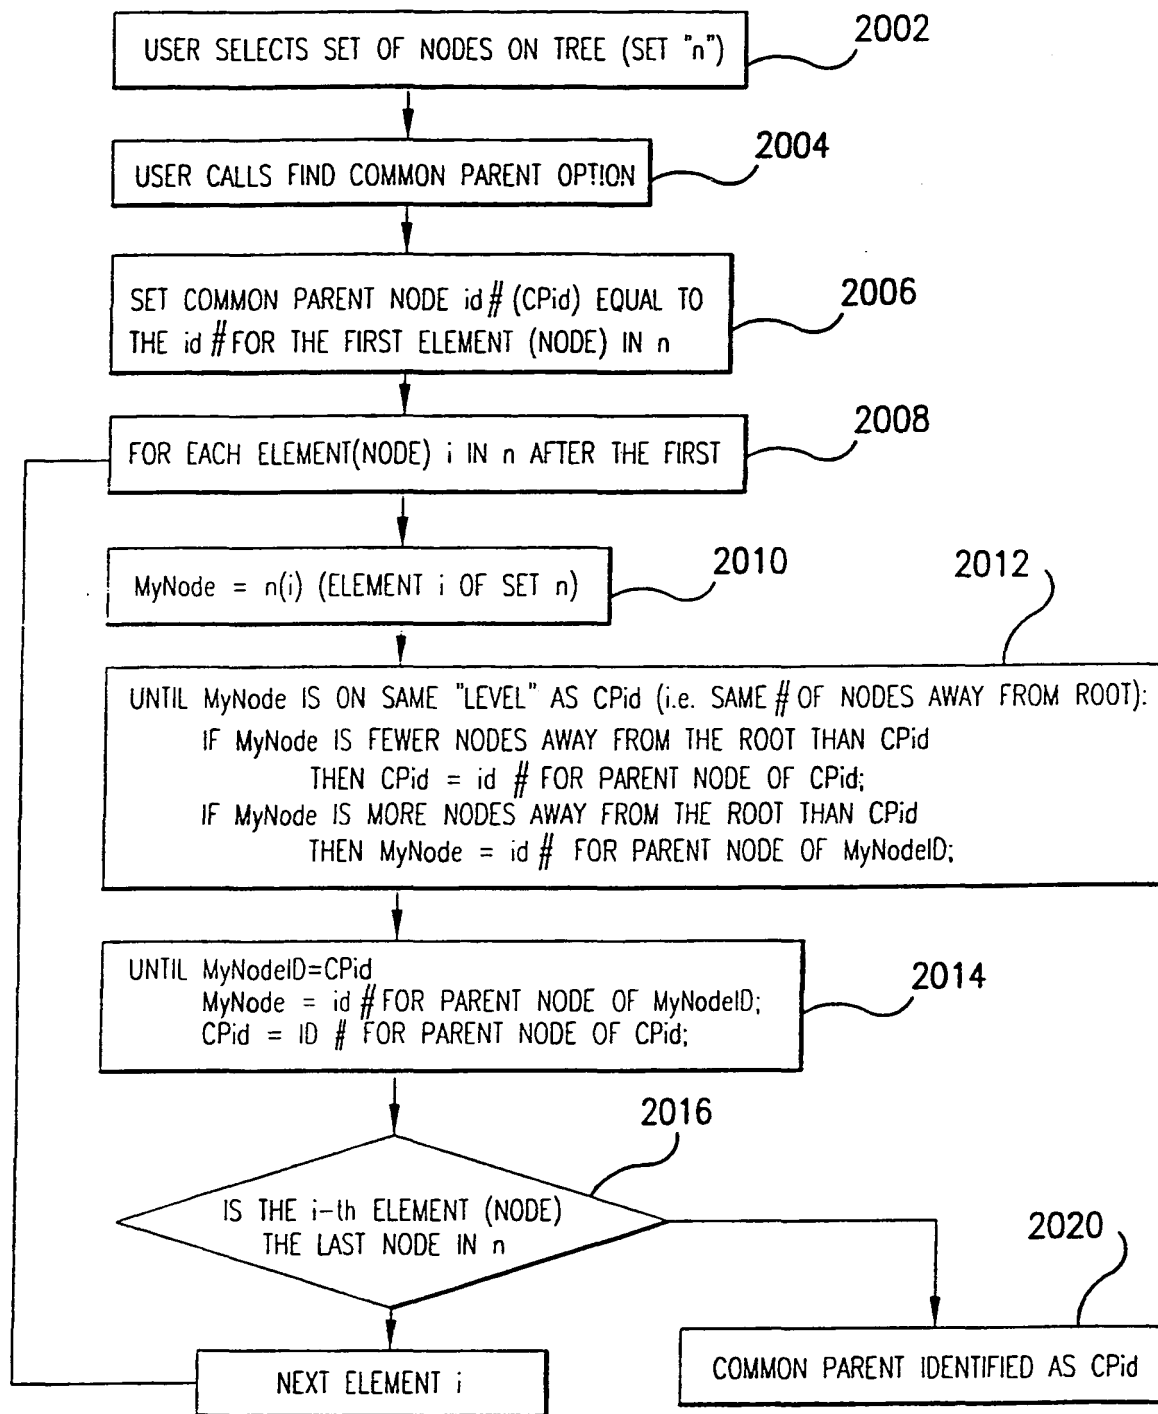 USER SELECTS SET OF NODES ON TREE (SET "n")
2002
USER CALLS FIND COMMON PARENT OPTION
2004
SET COMMON PARENT NODE id# (CPid) EQUAL TO
THE id # FOR THE FIRST ELEMENT (NODE) IN n
2006
FOR EACH ELEMENT(NODE) i IN n AFTER THE FIRST
2008
MyNode = n(i) (ELEMENT i OF SET n)
2010
2012
UNTIL MyNode IS ON SAME "LEVEL" AS CPid (i.e. SAME # OF NODES AWAY FROM ROOT):
IF MyNode IS FEWER NODES AWAY FROM THE ROOT THAN CPid
THEN CPid = id # FOR PARENT NODE OF CPid;
IF MyNode IS MORE NODES AWAY FROM THE ROOT THAN CPid
THEN MyNode = id # FOR PARENT NODE OF MyNodeID;
UNTIL MyNodeID=CPid
MyNode = id # FOR PARENT NODE OF MyNodeID;
CPid = ID # FOR PARENT NODE OF CPid;
2014
2016
IS THE i-th ELEMENT (NODE)
THE LAST NODE IN n
2020
NEXT ELEMENT i
COMMON PARENT IDENTIFIED AS CPid